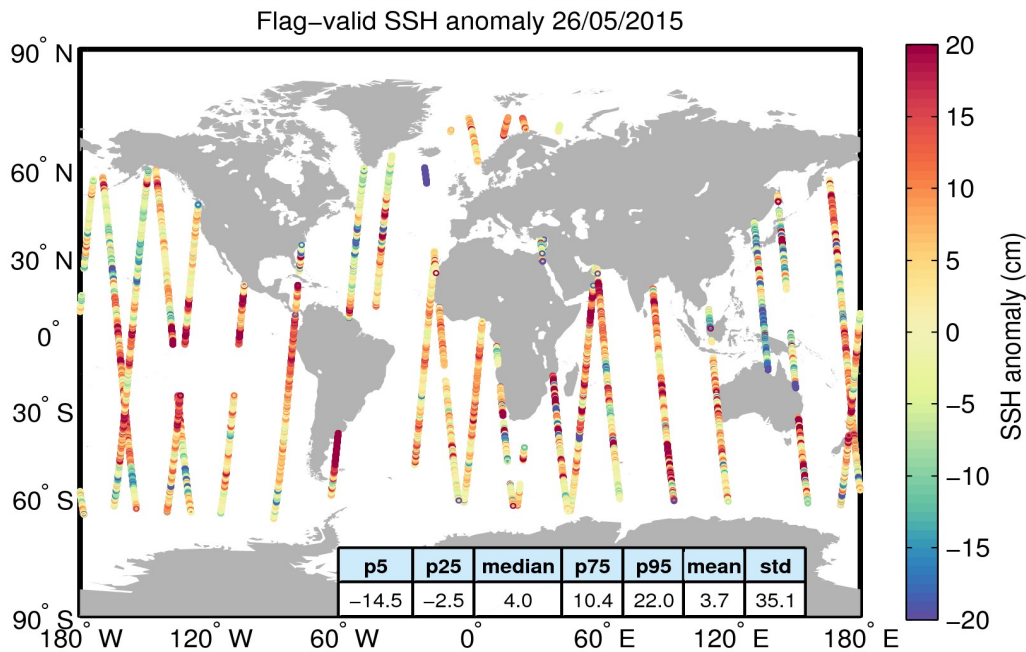 Flag−valid SSH anomaly 26/05/2015
90° N
60° N
30° N
0°
30° S
60° S
90° S
180° W
120° W
60° W
0°
60° E
120° E
180° E
p5 p25 median p75 p95 mean std
−14.5 −2.5 4.0 10.4 22.0 3.7 35.1
20
15
10
5
0
−5
−10
−15
−20
SSH anomaly (cm)